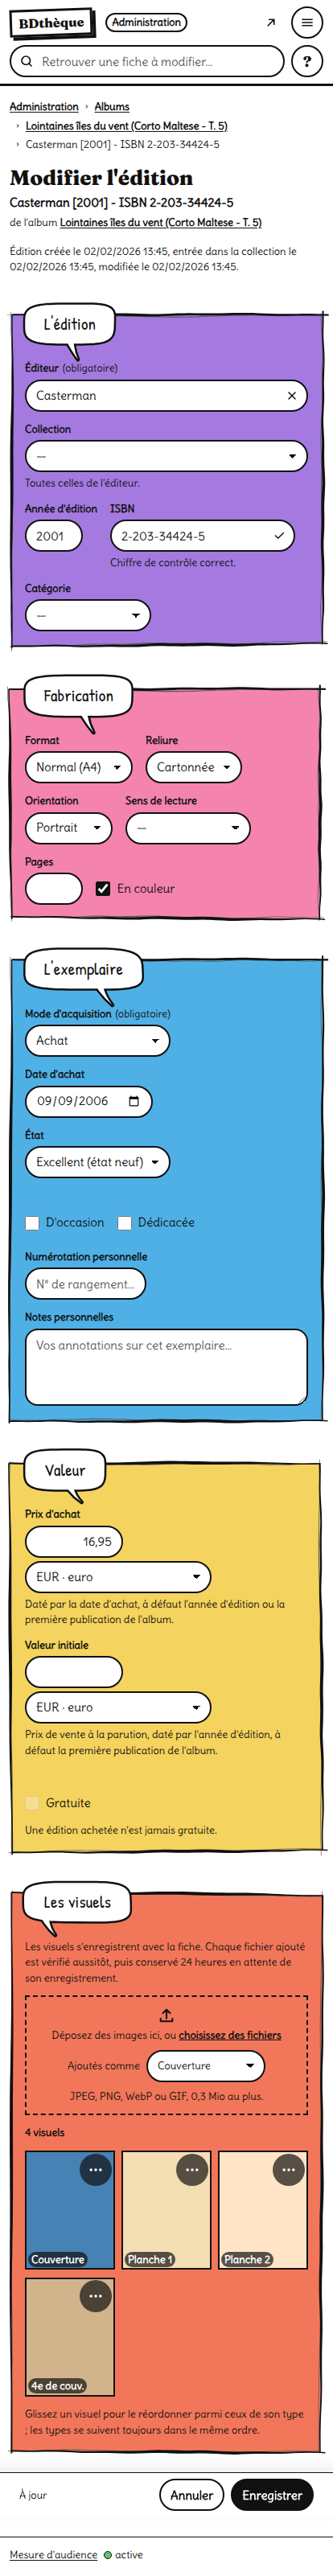 BDthèque Administration
Retrouver une fiche à modifier... ?
Administration › Albums
› Lointaines îles du vent (Corto Maltese - T. 5)
› Casterman [2001] - ISBN 2-203-34424-5
Modifier l'édition
Casterman [2001] - ISBN 2-203-34424-5
de l'album Lointaines îles du vent (Corto Maltese - T. 5)
Édition créée le 02/02/2026 13:45, entrée dans la collection le
02/02/2026 13:45, modifiée le 02/02/2026 13:45.
L'édition
Éditeur (obligatoire)
Casterman
Collection
—
Toutes celles de l'éditeur.
Année d'édition ISBN
2001 2-203-34424-5
Chiffre de contrôle correct.
Catégorie
—
Fabrication
Format Reliure
Normal (A4) Cartonnée
Orientation Sens de lecture
Portrait —
Pages
En couleur
L'exemplaire
Mode d'acquisition (obligatoire)
Achat
Date d'achat
09/09/2006
État
Excellent (état neuf)
D'occasion Dédicacée
Numérotation personnelle
N° de rangement...
Notes personnelles
Vos annotations sur cet exemplaire...
Valeur
Prix d'achat
16,95
EUR · euro
Daté par la date d'achat, à défaut l'année d'édition ou la
première publication de l'album.
Valeur initiale
EUR · euro
Prix de vente à la parution, daté par l'année d'édition, à
défaut la première publication de l'album.
Gratuite
Une édition achetée n'est jamais gratuite.
Les visuels
Les visuels s'enregistrent avec la fiche. Chaque fichier ajouté
est vérifié aussitôt, puis conservé 24 heures en attente de
son enregistrement.
Déposez des images ici, ou choisissez des fichiers
Ajoutés comme Couverture
JPEG, PNG, WebP ou GIF, 0,3 Mio au plus.
4 visuels
Couverture Planche 1 Planche 2
4e de couv.
Glissez un visuel pour le réordonner parmi ceux de son type
; les types se suivent toujours dans le même ordre.
À jour Annuler Enregistrer
Mesure d'audience active